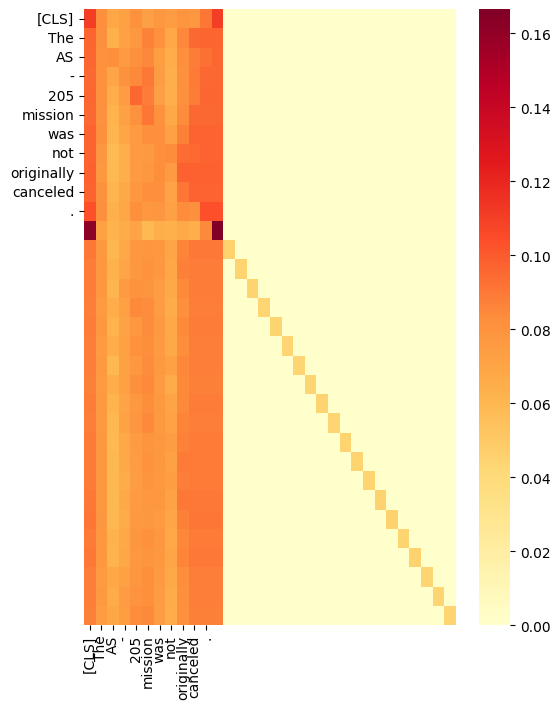 [CLS]
The
AS
-
205
mission
was
not
originally
canceled
.
0.16
0.14
0.12
0.10
0.08
0.06
0.04
0.02
0.00
[CLS]
The
AS
-
205
mission
was
not
originally
canceled
.